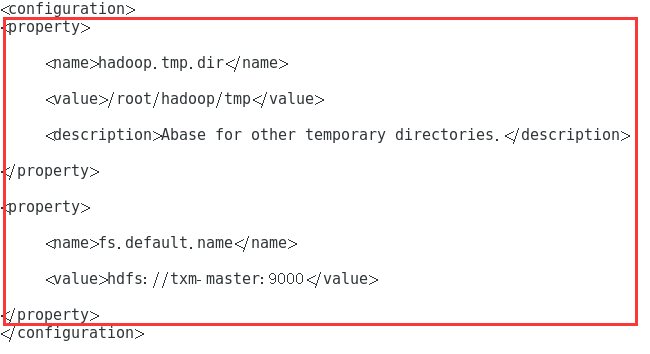 <configuration>
<property>
<name>hadoop.tmp.dir</name>
<value>/root/hadoop/tmp</value>
<description>Abase for other temporary directories.</description>
</property>
<property>
<name>fs.default.name</name>
<value>hdfs://txm-master:9000</value>
</property>
</configuration>